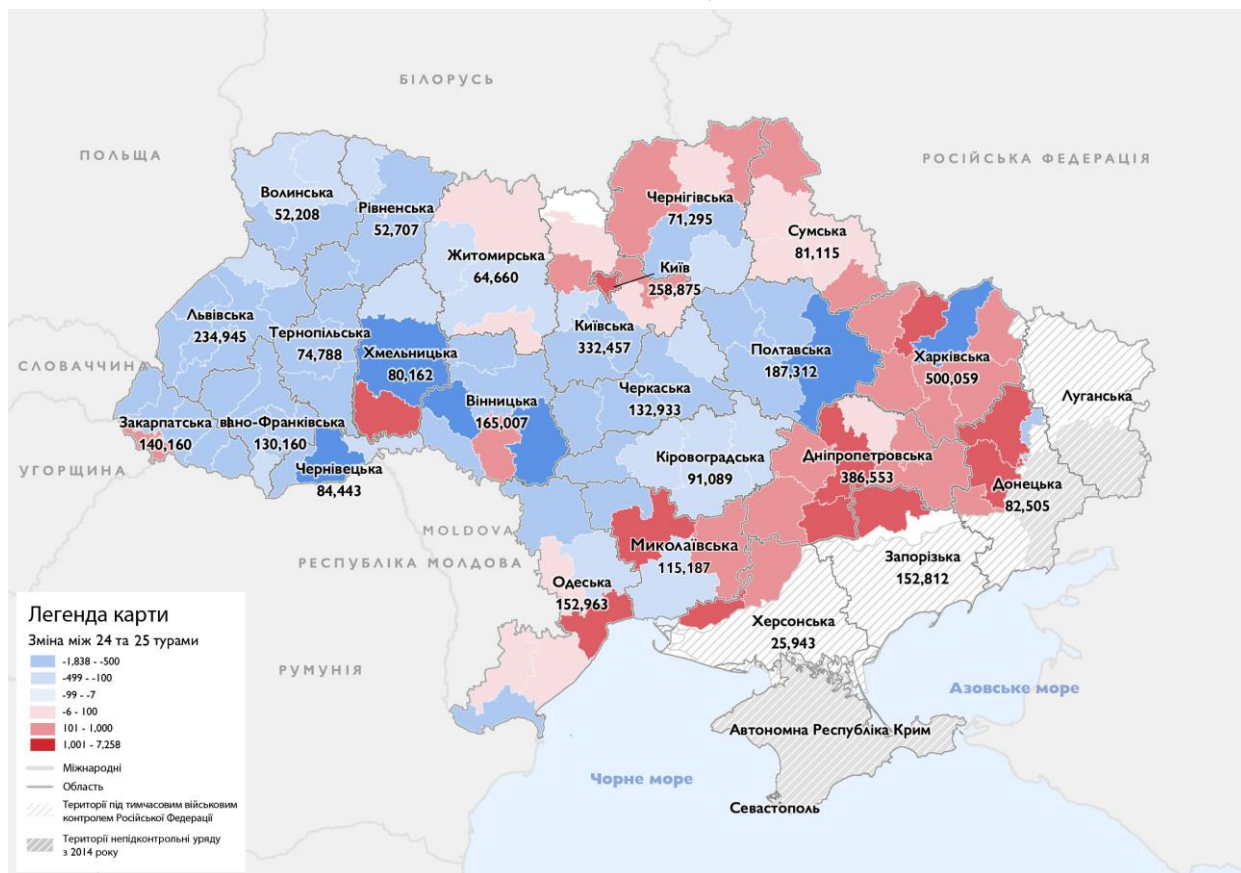 БІЛОРУСЬ
ПОЛЬЩА
РОСІЙСЬКА ФЕДЕРАЦІЯ
Волинська
52,208
Рівненська
52,707
Чернігівська
71,295
Сумська
81,115
Житомирська
64,660
Київ
258,875
Львівська
234,945
Тернопільська
74,788
Хмельницька
80,162
Київська
332,457
Полтавська
187,312
Харківська
500,059
СЛОВАЧЧИНА
Черкаська
132,933
Луганська
Вінницька
165,007
Закарпатська
140,160
вано-Франківська
130,160
УГОРЩИНА
Чернівецька
84,443
Кіровоградська
91,089
Дніпропетровська
386,553
Донецька
82,505
MOLDOVA
РЕСПУБЛІКА МОЛДОВА
Миколаївська
115,187
Запорізька
152,812
Одеська
152,963
Херсонська
25,943
РУМУНІЯ
Азовське море
Автономна Республіка Крим
Чорне море
Севастополь
Легенда карти
Зміна між 24 та 25 турами
-1,838 - -500
-499 - -100
-99 - -7
-6 - 100
101 - 1,000
1,001 - 7,258
Міжнародні
Область
Території під тимчасовим військовим
контролем Російської Федерації
Території непідконтрольні уряду
з 2014 року